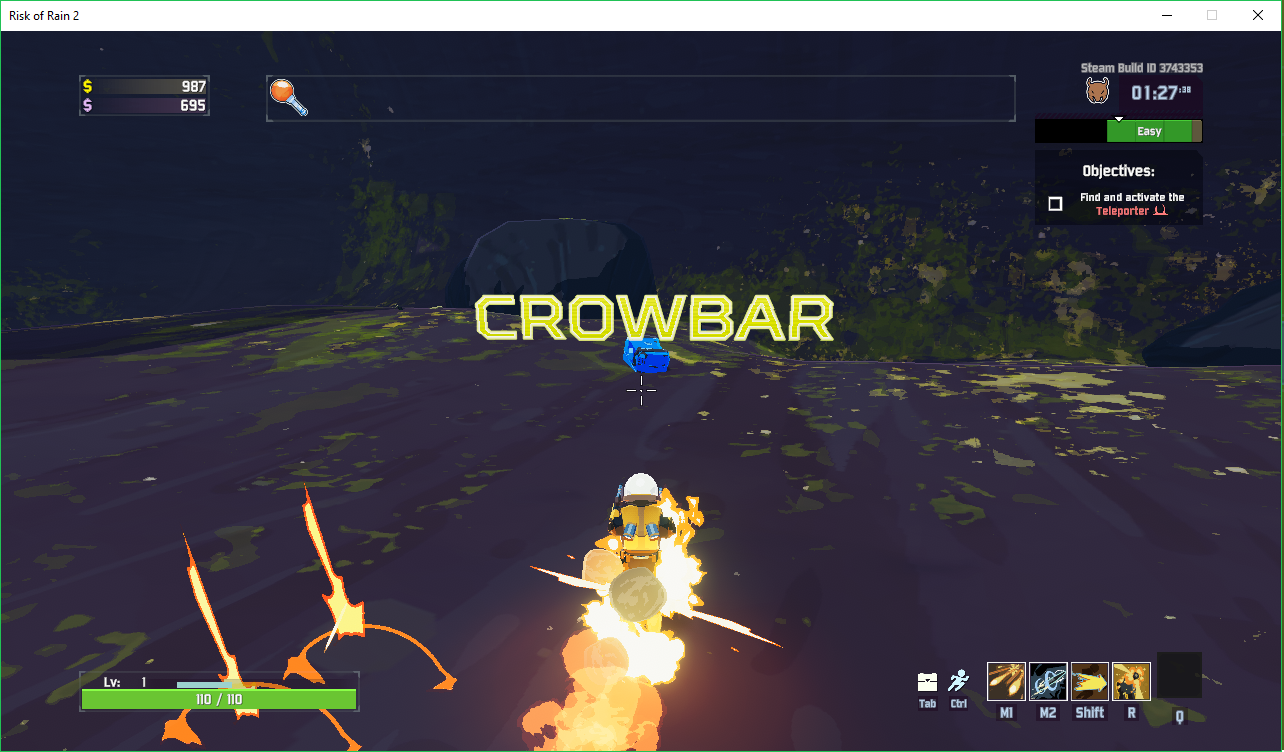 Risk of Rain 2
$ 987
$ 695
Steam Build ID 3743353
01:27:38
Easy
Objectives:
Find and activate the
Teleporter
CROWBAR
Lv: 1
110 / 110
Tab
Ctrl
M1
M2
Shift
R
Q